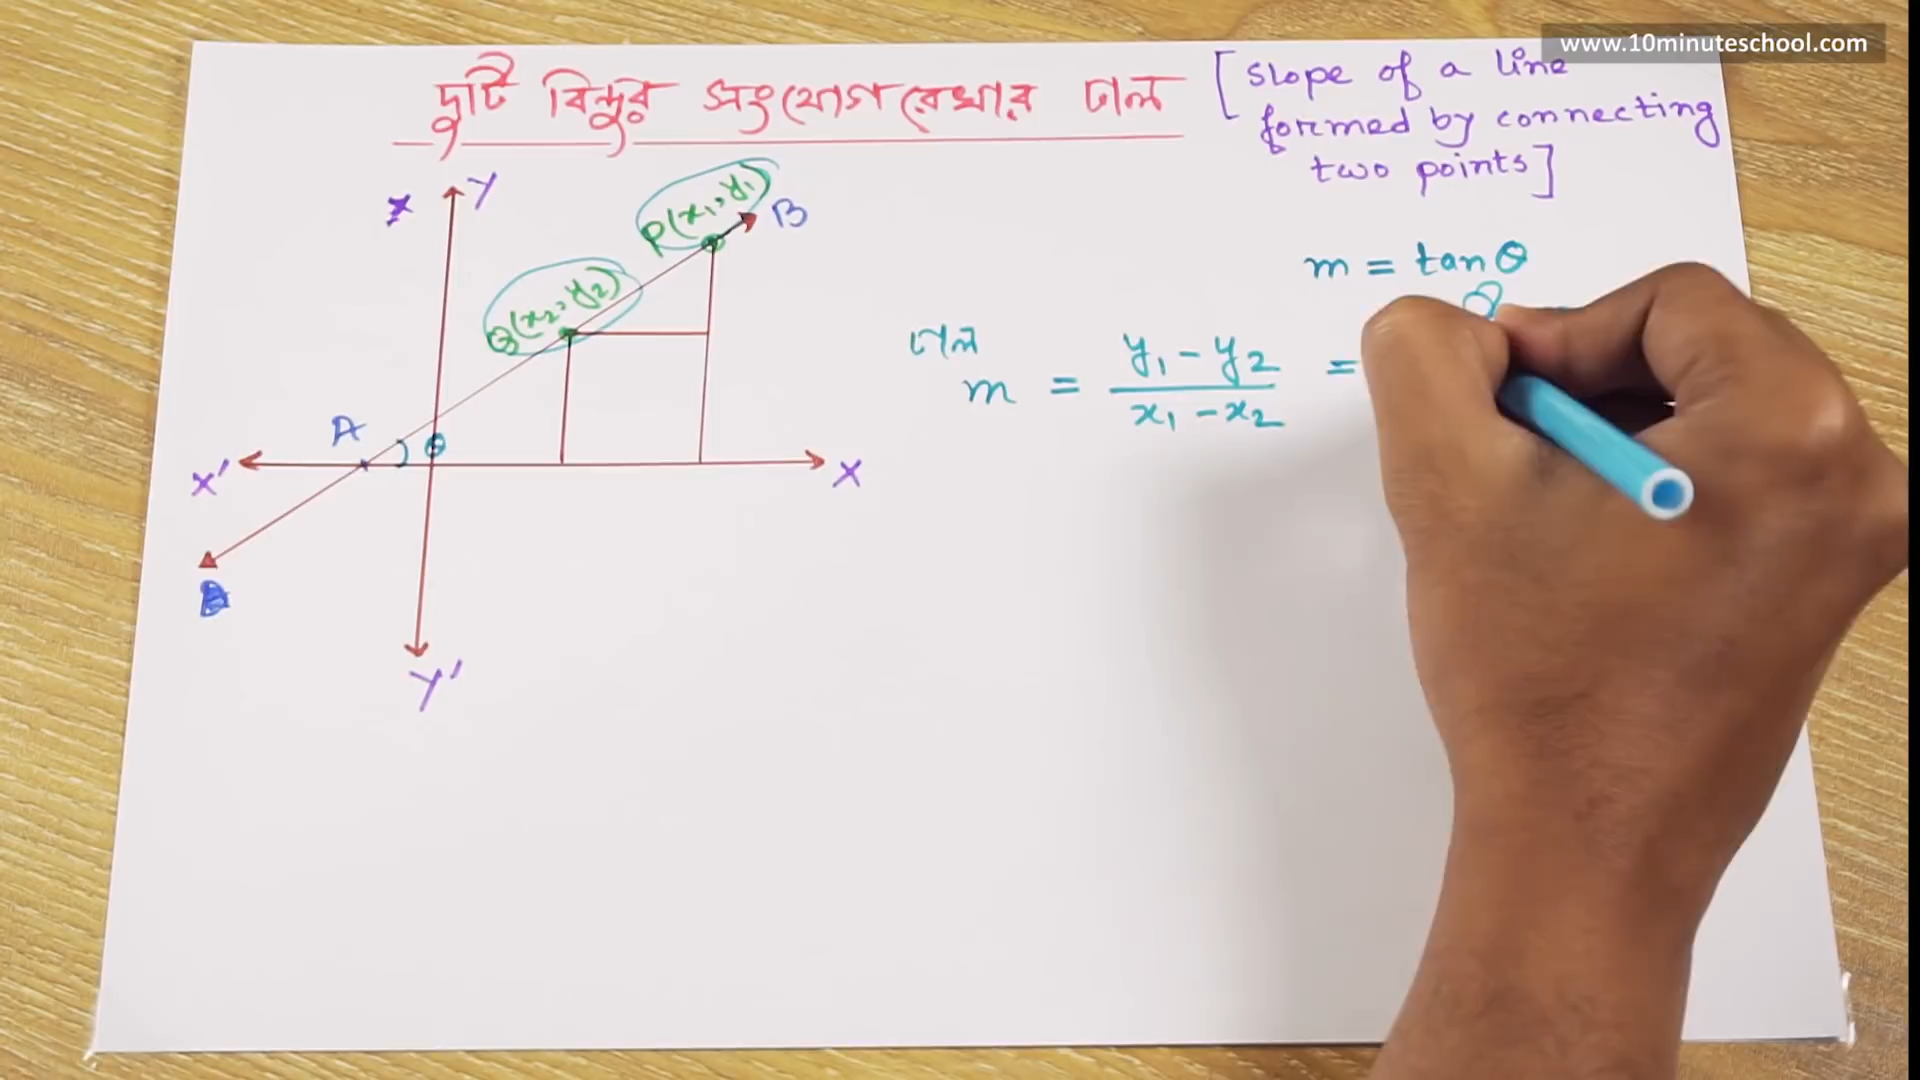 www.10minuteschool.com
দুটি বিন্দুর সংযোগ রেখার ঢাল
[slope of a line
formed by connecting
two points]
Y
P(x₁, y₁)
B
Q(x₂, y₂)
A
θ
X'
X
Y'
m = tanθ
ঢাল
m = y₁ - y₂ / x₁ - x₂ =